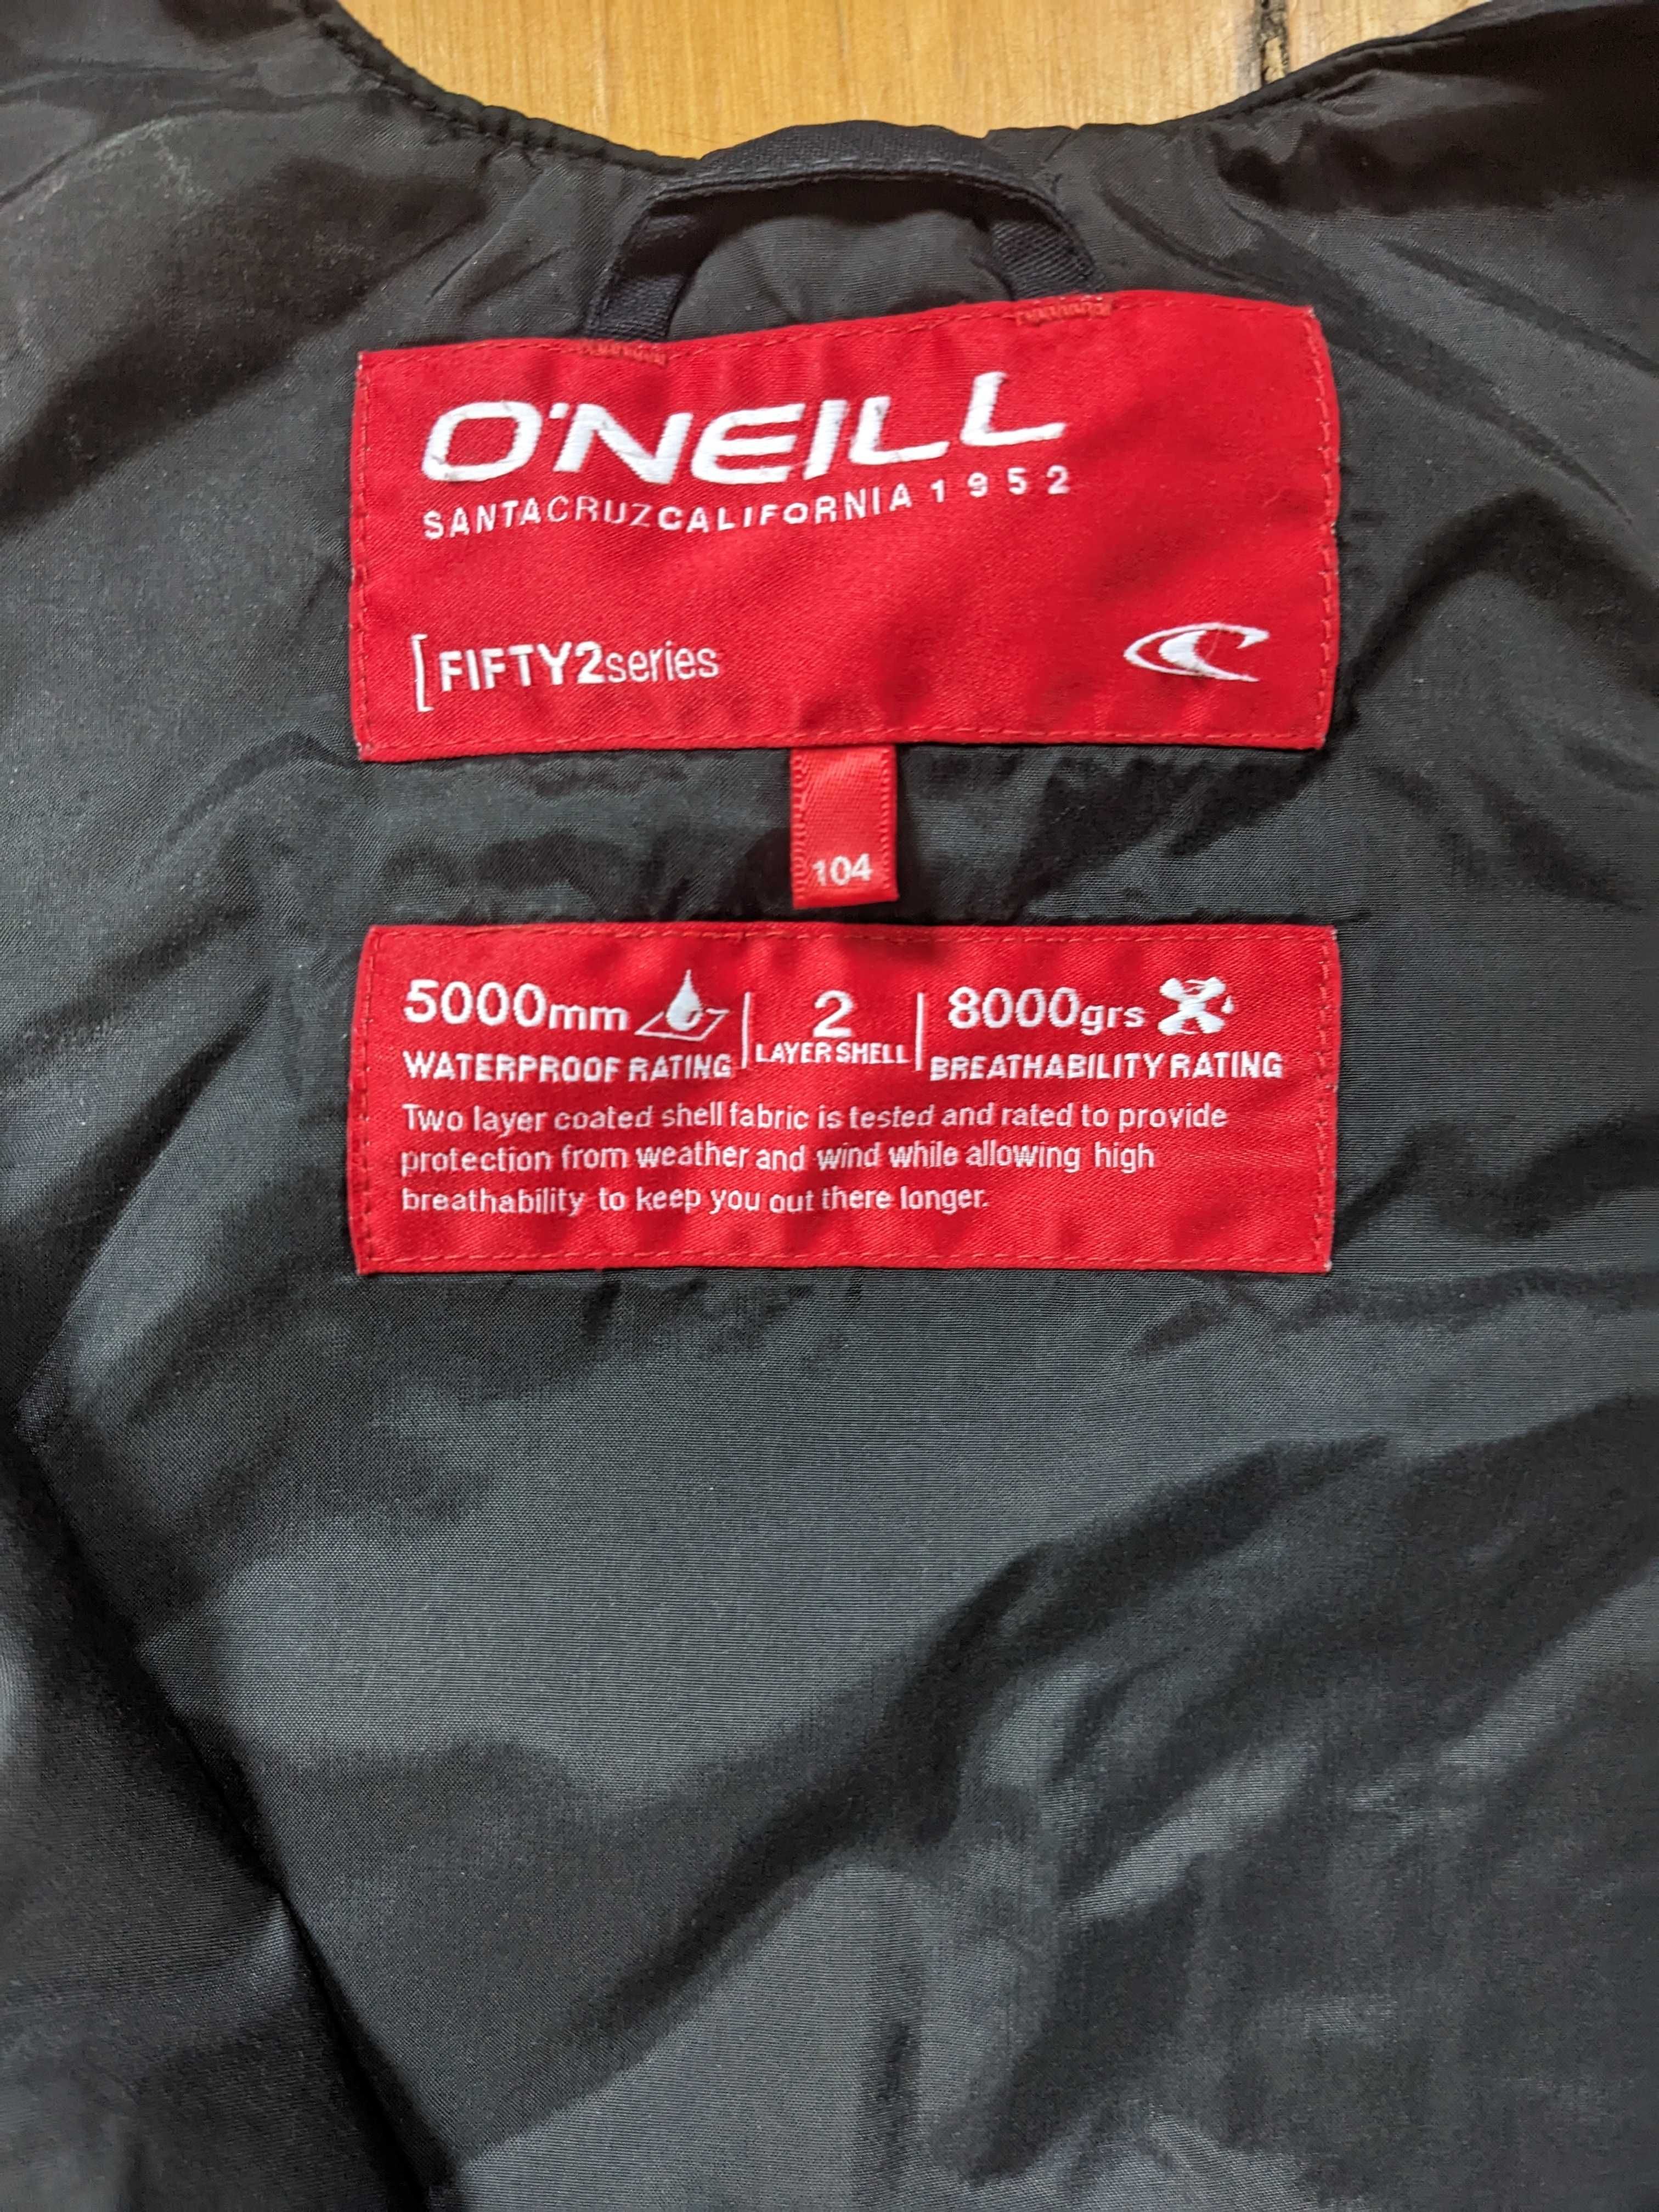 O'NEILL
SANTACRUZCALIFORNIA1952
[FIFTY2series
104
5000mm | 2 | 8000grs
WATERPROOF RATING | LAYER SHELL | BREATHABILITY RATING
Two layer coated shell fabric is tested and rated to provide
protection from weather and wind while allowing high
breathability to keep you out there longer.